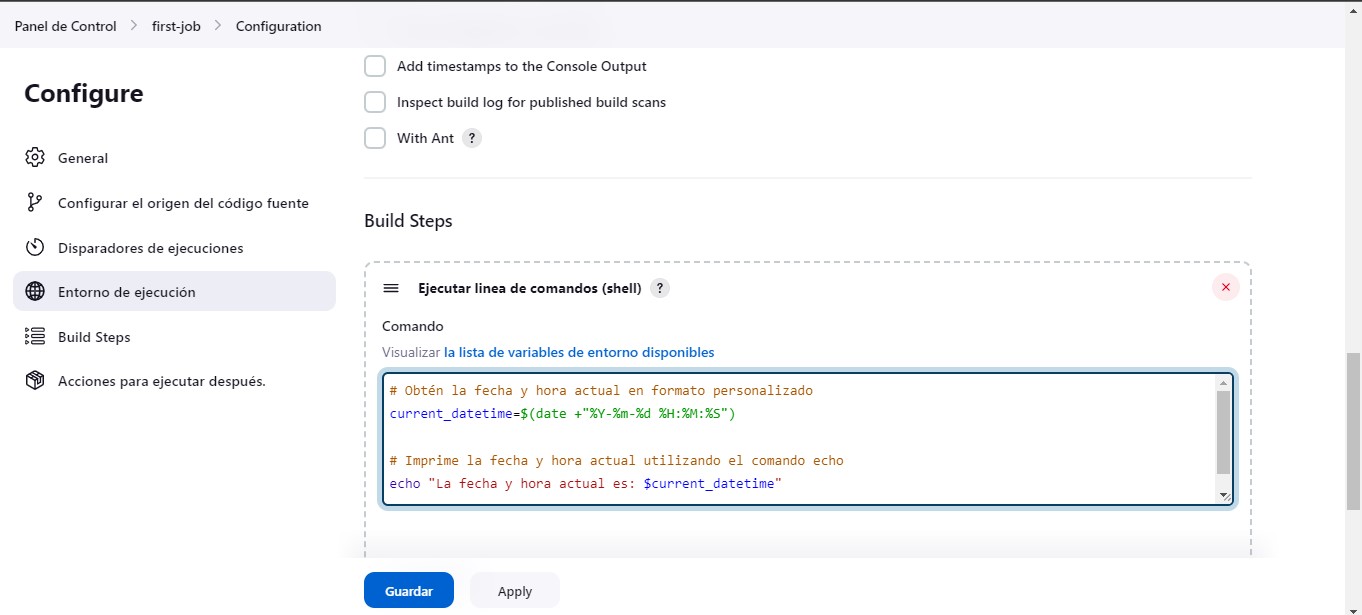 Panel de Control > first-job > Configuration
Configure
General
Configurar el origen del código fuente
Disparadores de ejecuciones
Entorno de ejecución
Build Steps
Acciones para ejecutar después.
Add timestamps to the Console Output
Inspect build log for published build scans
With Ant ?
Build Steps
Ejecutar linea de comandos (shell) ?
Comando
Visualizar la lista de variables de entorno disponibles
# Obtén la fecha y hora actual en formato personalizado
current_datetime=$(date +"%Y-%m-%d %H:%M:%S")
# Imprime la fecha y hora actual utilizando el comando echo
echo "La fecha y hora actual es: $current_datetime"
Guardar
Apply